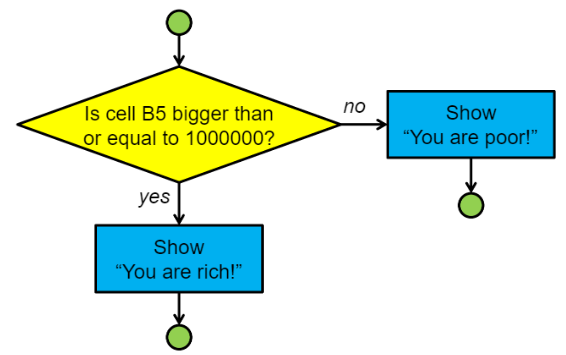 Is cell B5 bigger than
or equal to 1000000?
no
Show
“You are poor!”
yes
Show
“You are rich!”